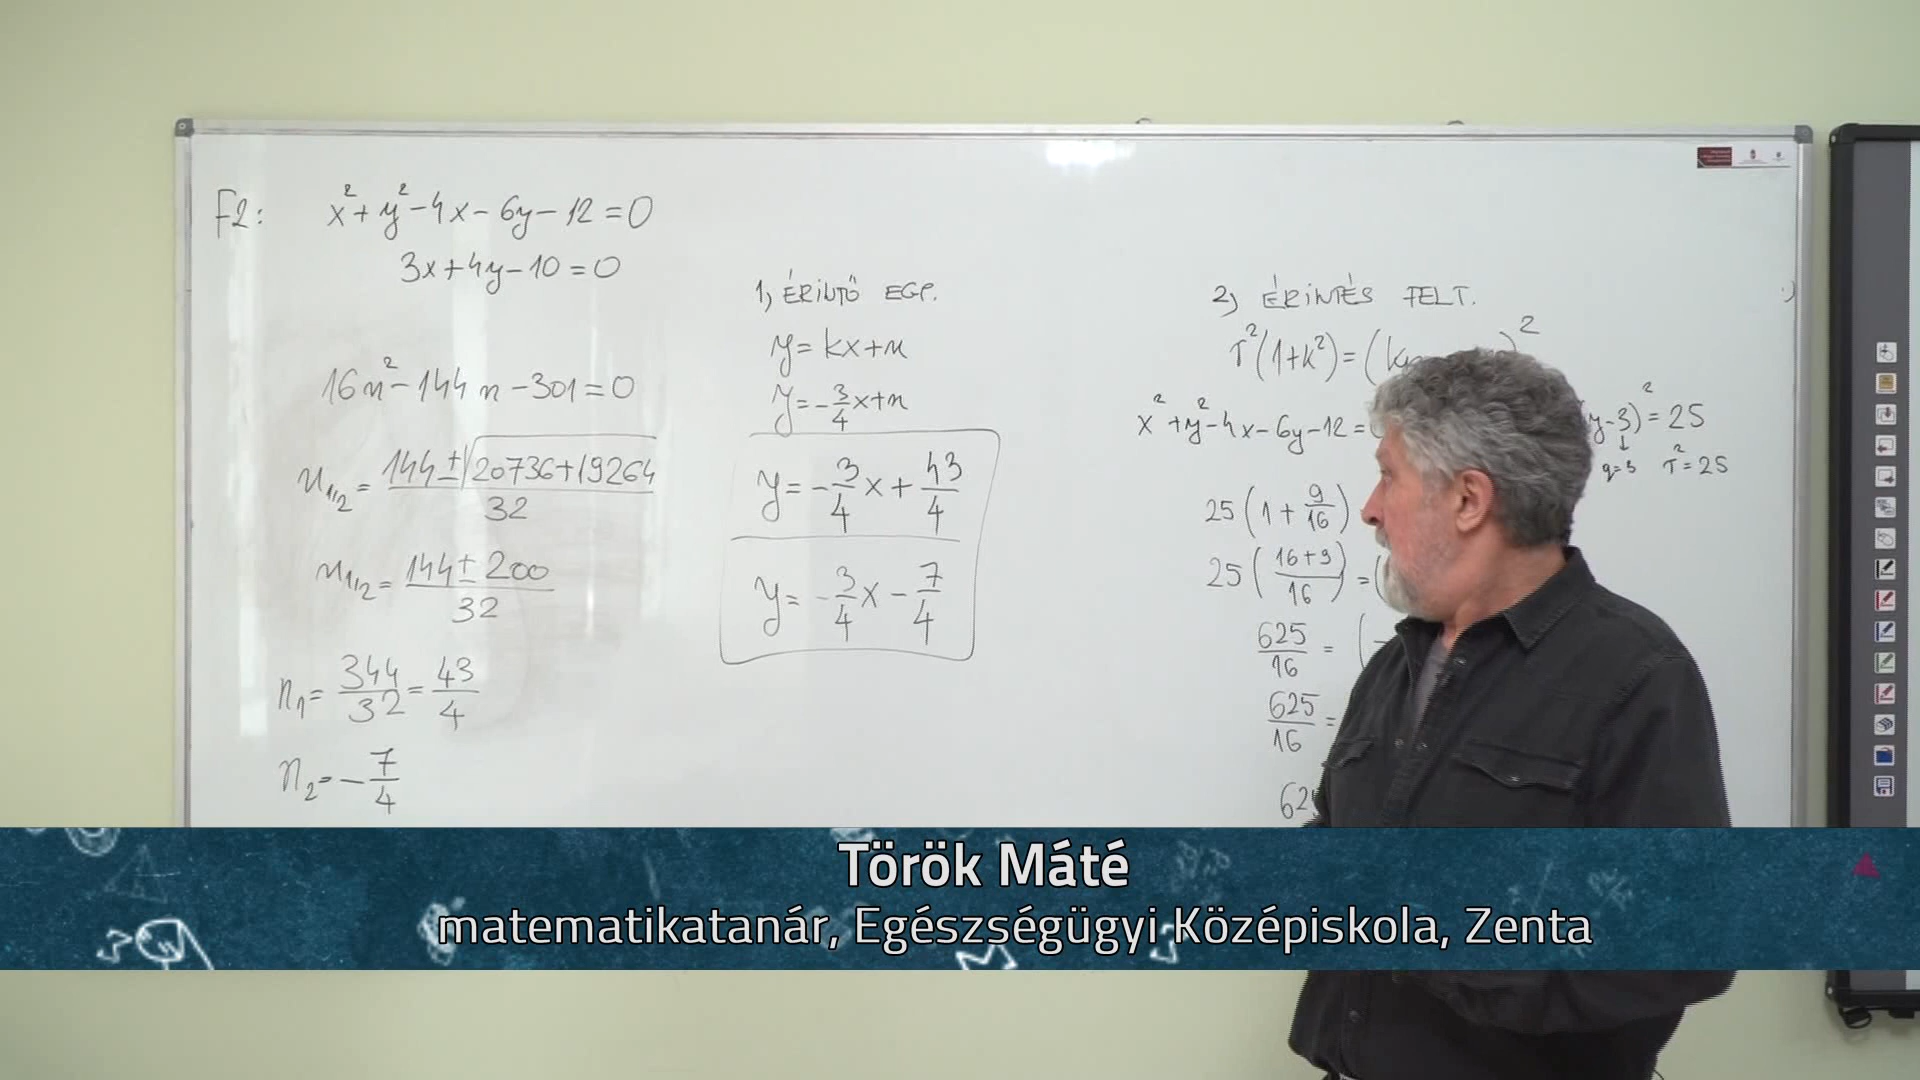 F2: x²+y²-4x-6y-12=0
3x+4y-10=0
16n²-144n-301=0
n₁/₂= (144±√(20736+19264))/32
n₁/₂= (144±200)/32
n₁= 344/32 = 43/4
n₂= -7/4
1, ÉRINTŐ EGY.
y=kx+n
y=-3/4x+n
y=-3/4x+43/4
y=-3/4x-7/4
2, ÉRINTÉS FELT.
r²(1+k²)=( )²
x²+y²-4x-6y-12= y-3)²=25
q=3 r²=25
25(1+9/16)
25((16+9)/16)=(
625/16=(-
625/16=
Török Máté
matematikatanár, Egészségügyi Középiskola, Zenta